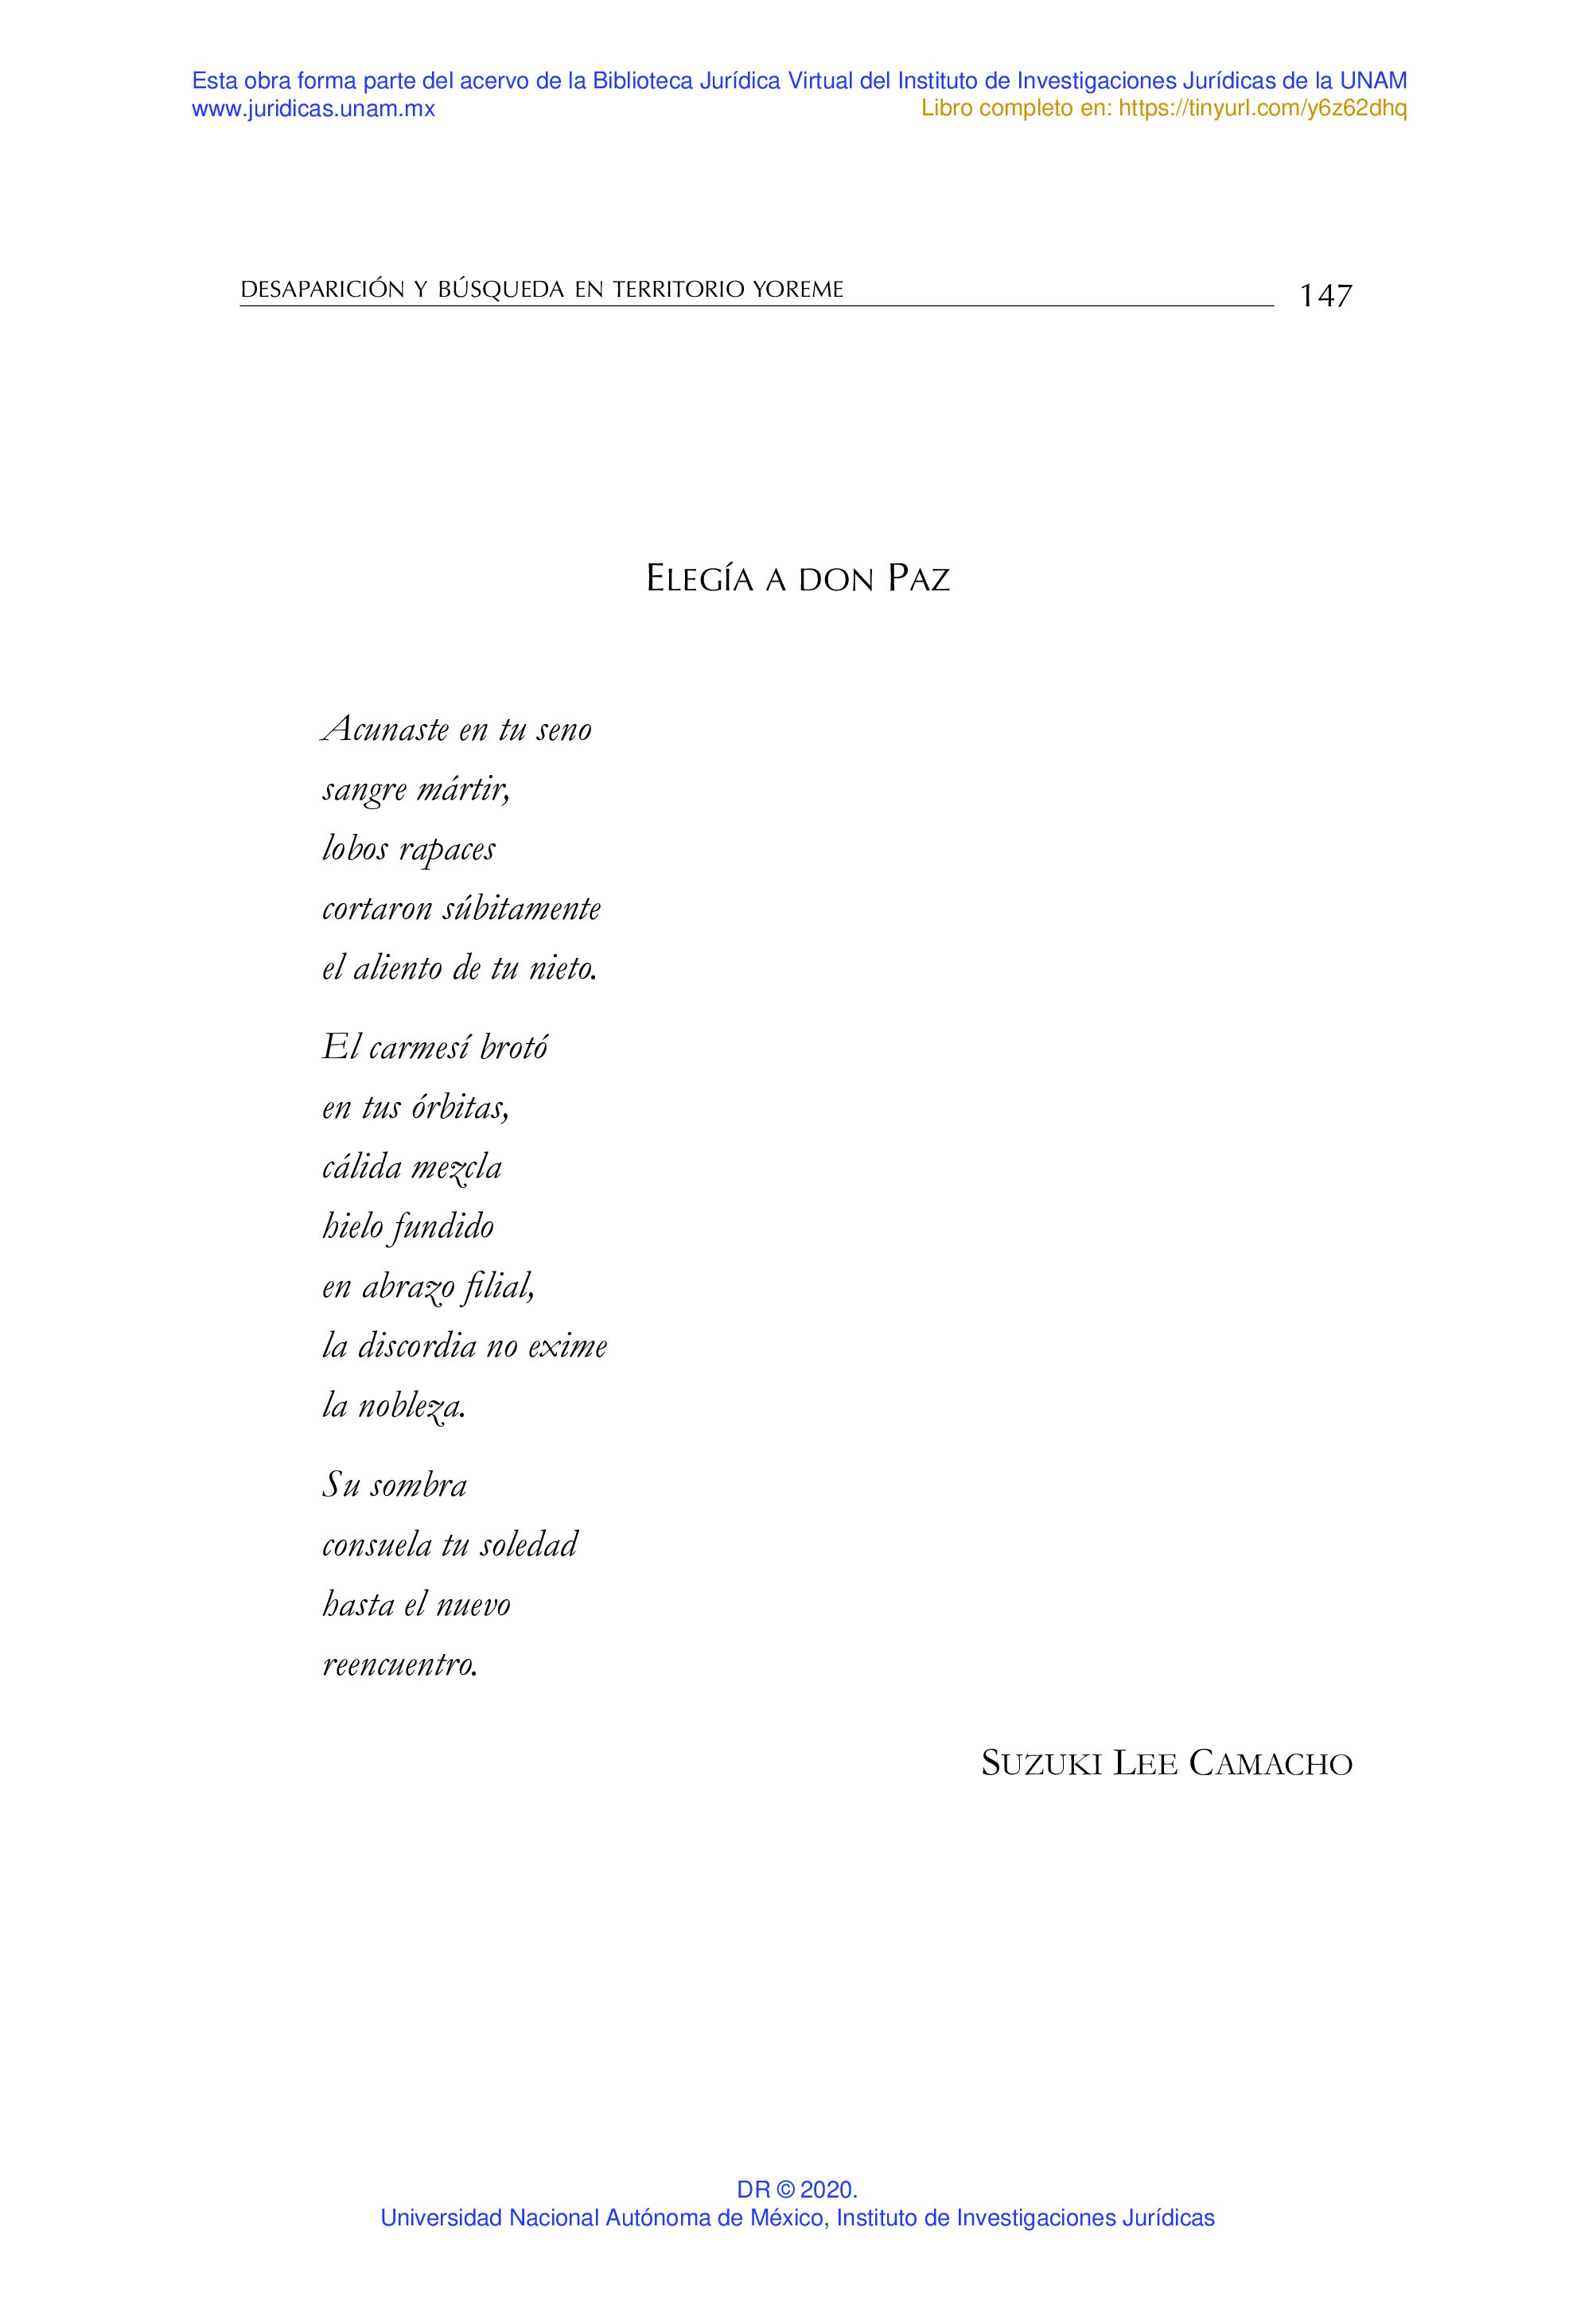 Esta obra forma parte del acervo de la Biblioteca Jurídica Virtual del Instituto de Investigaciones Jurídicas de la UNAM
www.juridicas.unam.mx
Libro completo en: https://tinyurl.com/y6z62dhq
DESAPARICIÓN Y BÚSQUEDA EN TERRITORIO YOREME
147
ELEGÍA A DON PAZ
Acunaste en tu seno
sangre mártir,
lobos rapaces
cortaron súbitamente
el aliento de tu nieto.
El carmesí brotó
en tus órbitas,
cálida mezcla
hielo fundido
en abrazo filial,
la discordia no exime
la nobleza.
Su sombra
consuela tu soledad
hasta el nuevo
reencuentro.
SUZUKI LEE CAMACHO
DR © 2020.
Universidad Nacional Autónoma de México, Instituto de Investigaciones Jurídicas